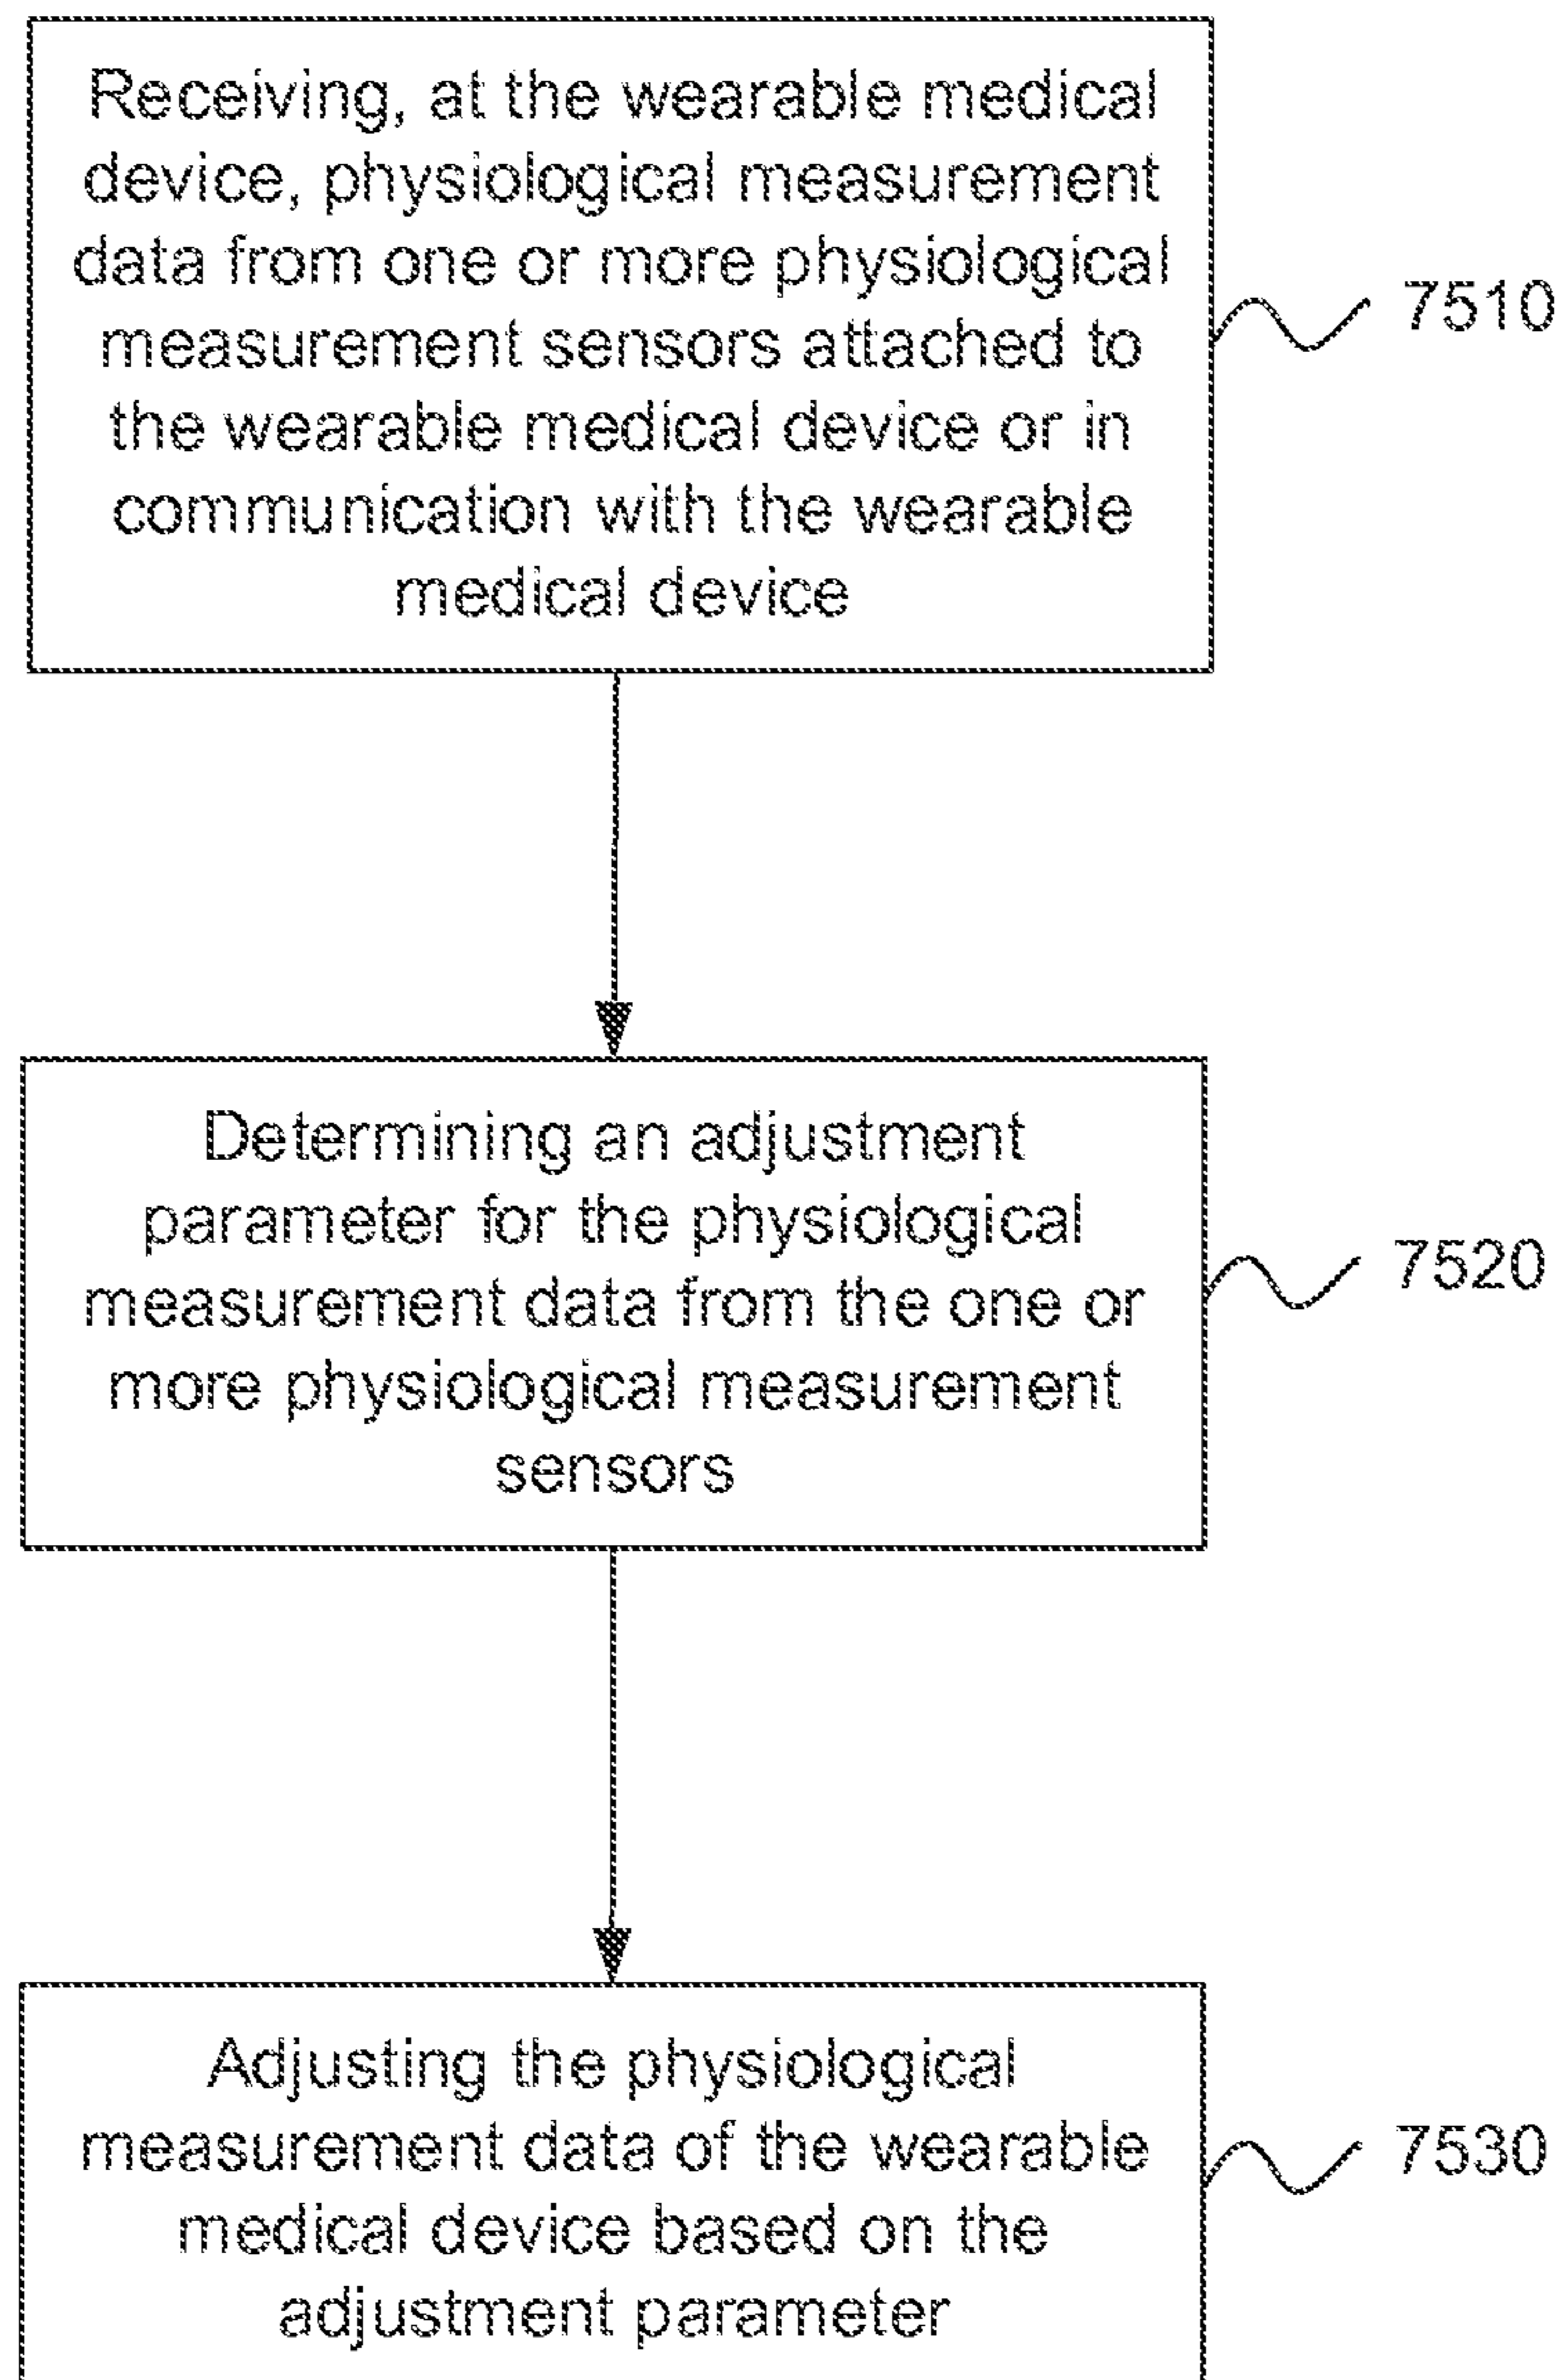 Receiving, at the wearable medical
device, physiological measurement
data from one or more physiological
measurement sensors attached to
the wearable medical device or in
communication with the wearable
medical device
7510
Determining an adjustment
parameter for the physiological
measurement data from the one or
more physiological measurement
sensors
7520
Adjusting the physiological
measurement data of the wearable
medical device based on the
adjustment parameter
7530